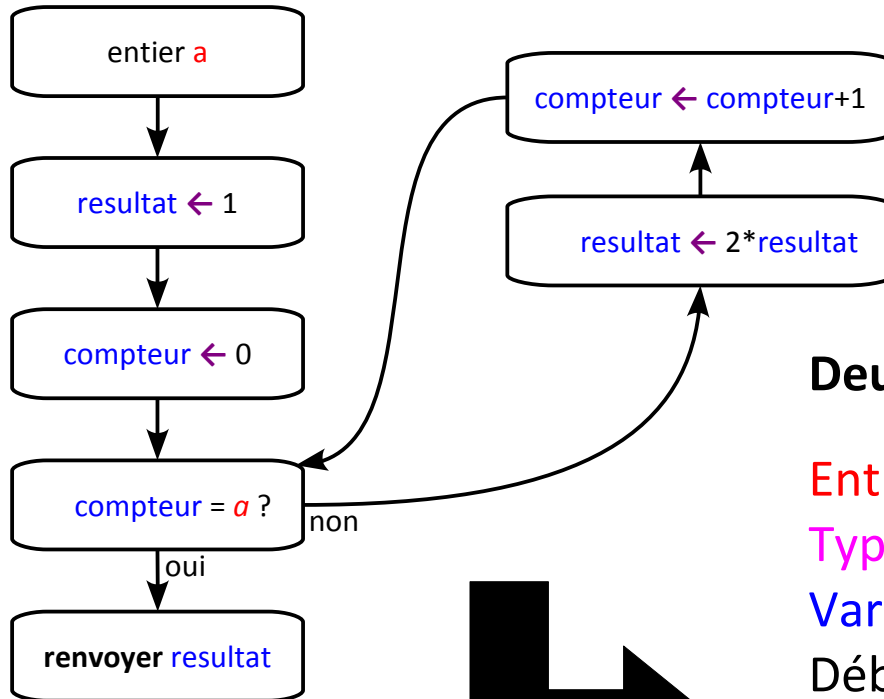 entier a
resultat ← 1
compteur ← 0
compteur = a ?
non
oui
renvoyer resultat
compteur ← compteur+1
resultat ← 2*resultat